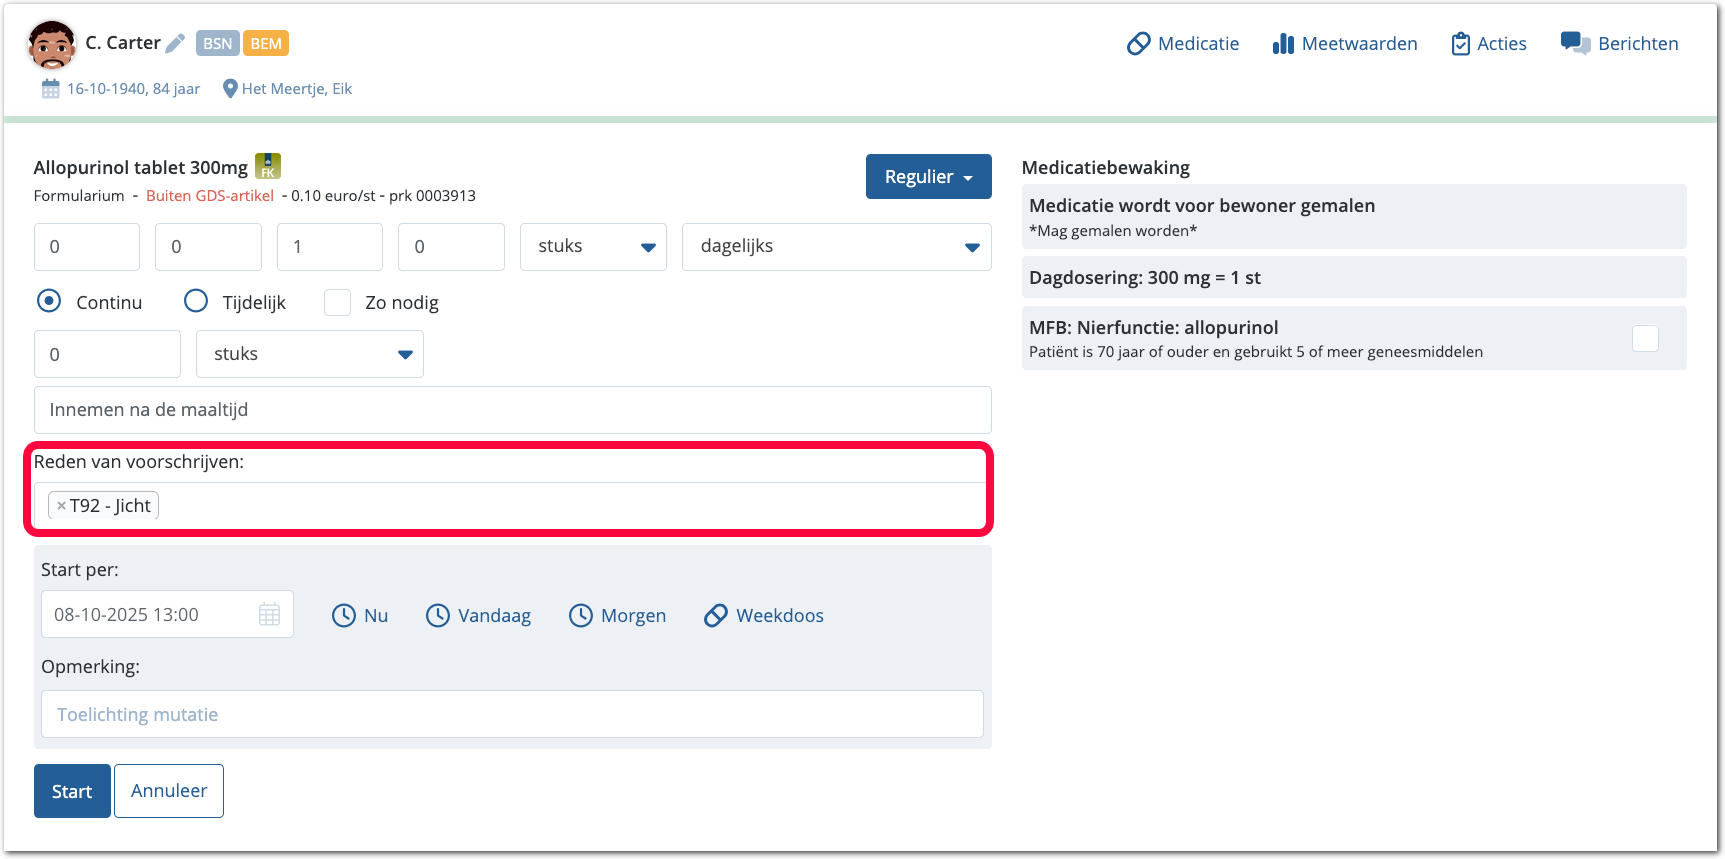 C. Carter BSN BEM
16-10-1940, 84 jaar Het Meertje, Eik
Medicatie Meetwaarden Acties Berichten
Allopurinol tablet 300mg FK
Formularium - Buiten GDS-artikel - 0.10 euro/st - prk 0003913
Regulier
0 0 1 0 stuks dagelijks
Continu Tijdelijk Zo nodig
0 stuks
Innemen na de maaltijd
Reden van voorschrijven:
×T92 - Jicht
Start per:
08-10-2025 13:00 Nu Vandaag Morgen Weekdoos
Opmerking:
Toelichting mutatie
Start Annuleer
Medicatiebewaking
Medicatie wordt voor bewoner gemalen
*Mag gemalen worden*
Dagdosering: 300 mg = 1 st
MFB: Nierfunctie: allopurinol
Patiënt is 70 jaar of ouder en gebruikt 5 of meer geneesmiddelen